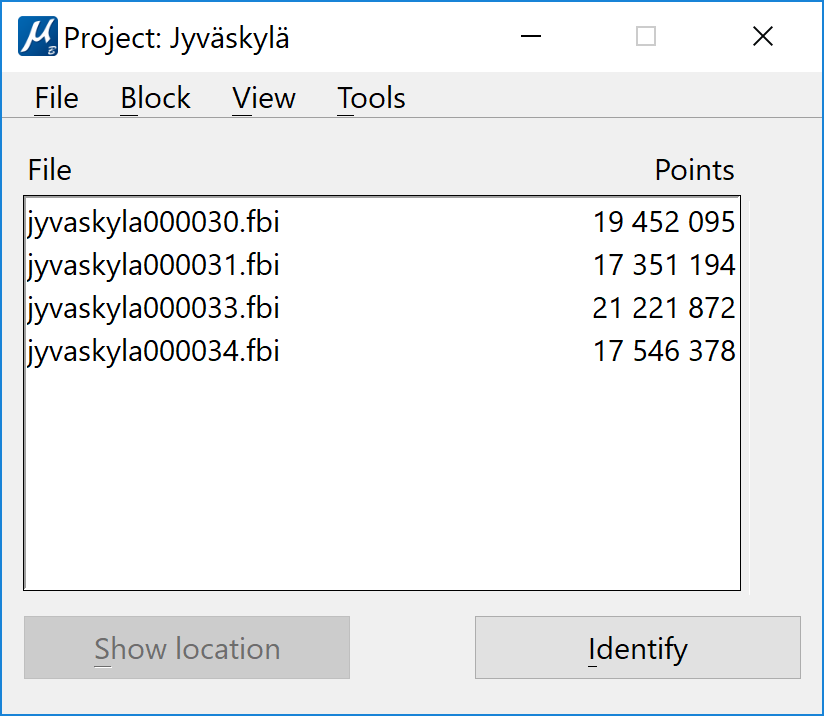 Project: Jyväskylä
File Block View Tools
File Points
jyvaskyla000030.fbi 19 452 095
jyvaskyla000031.fbi 17 351 194
jyvaskyla000033.fbi 21 221 872
jyvaskyla000034.fbi 17 546 378
Show location Identify